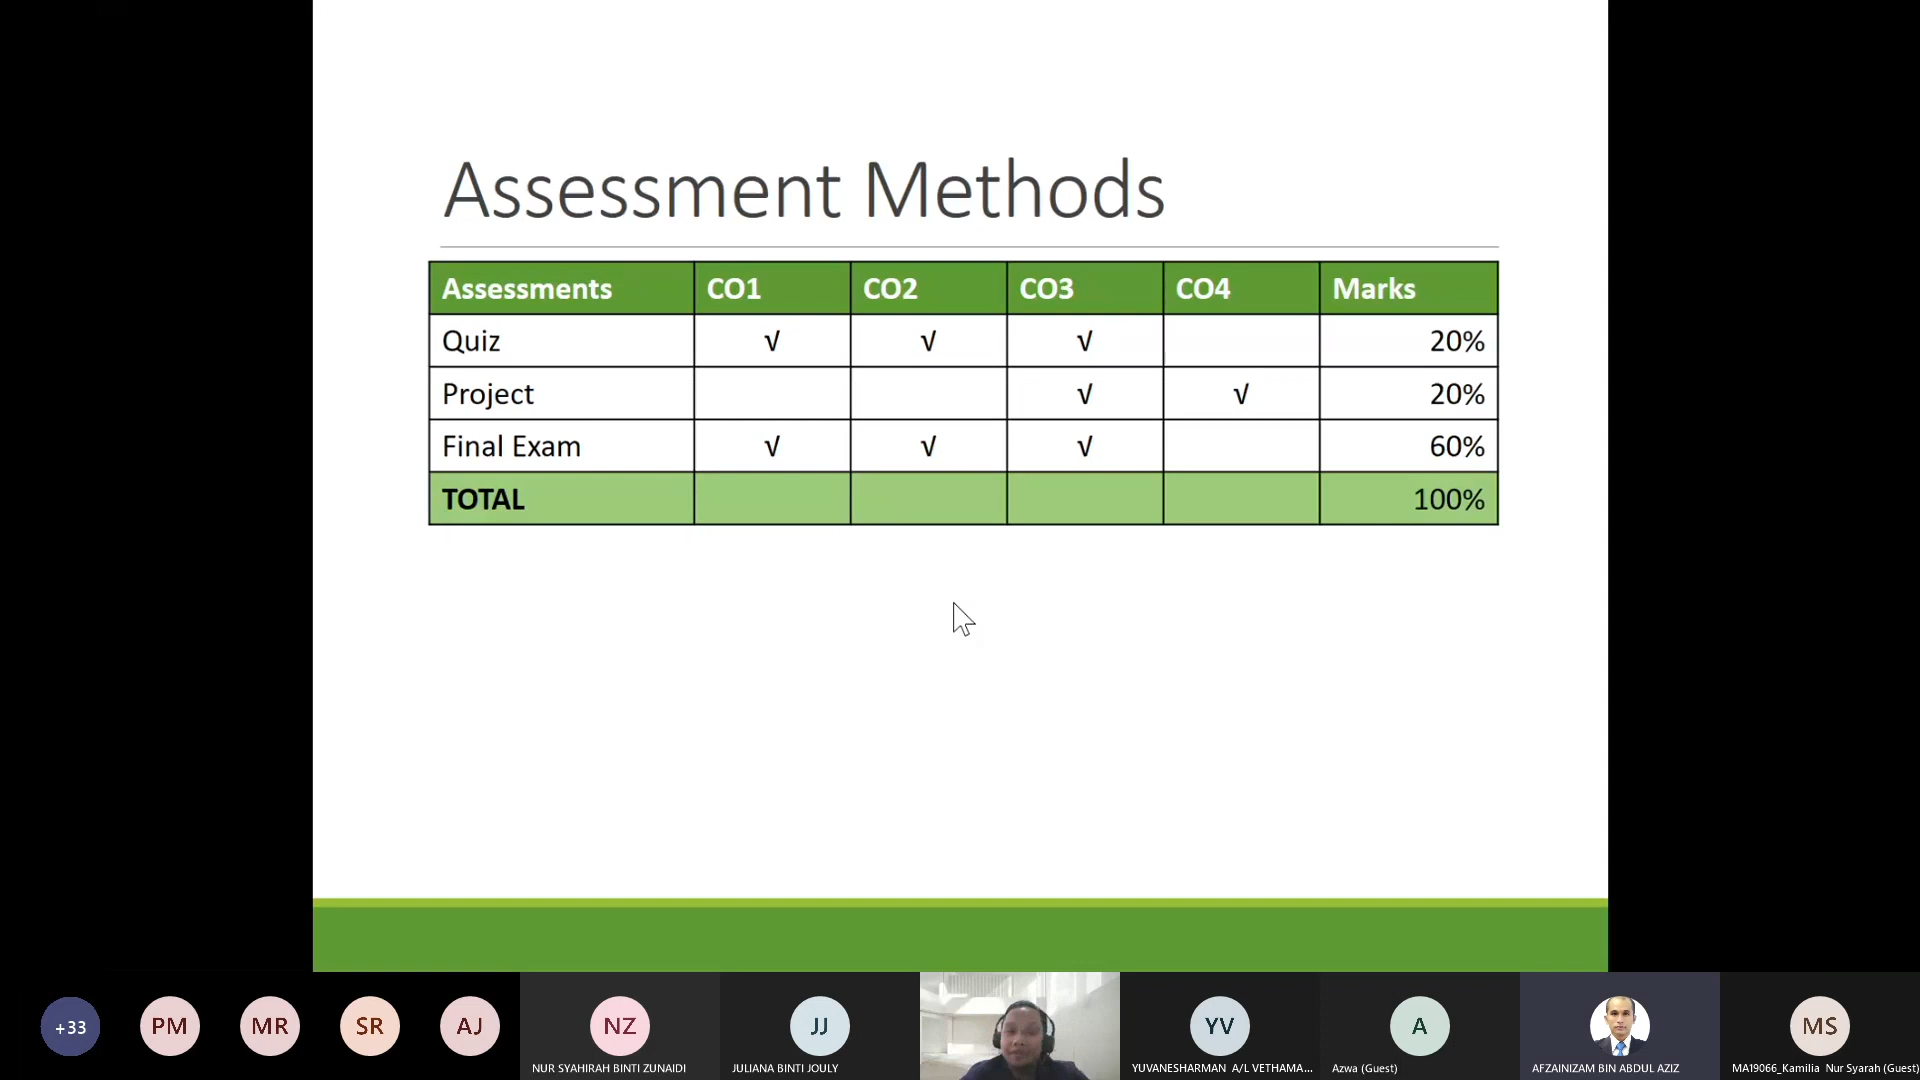 Assessment Methods
Assessments CO1 CO2 CO3 CO4 Marks
Quiz √ √ √ 20%
Project √ √ 20%
Final Exam √ √ √ 60%
TOTAL 100%
+33 PM MR SR AJ NZ JJ YV A MS
NUR SYAHIRAH BINTI ZUNAIDI JULIANA BINTI JOULY YUVANESHARMAN A/L VETHAMA... Azwa (Guest) AFZAINIZAM BIN ABDUL AZIZ MA19066_Kamilia Nur Syarah (Guest)